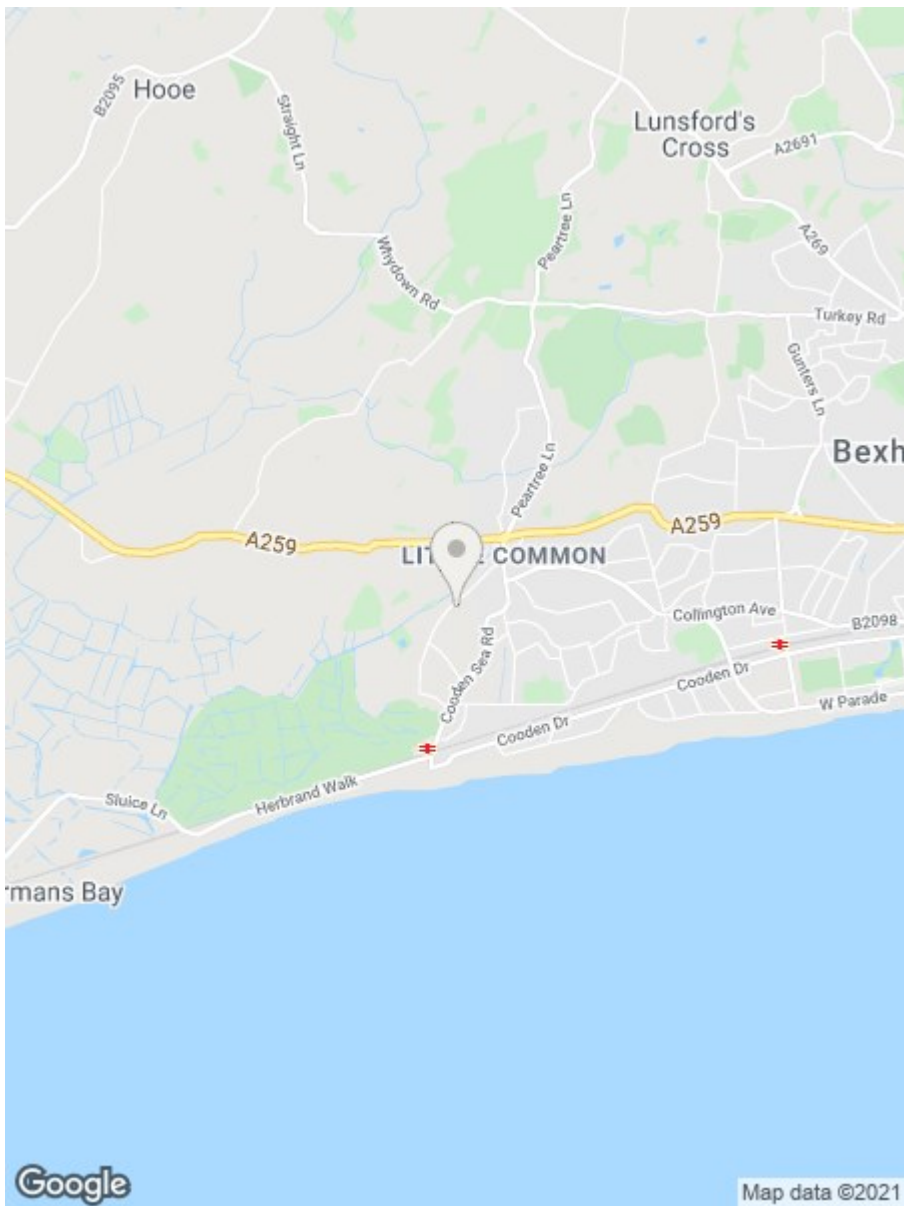 B2095
Hooe
Straight Ln
Lunsford's
Cross
A2691
Peartree Ln
A269
Whydown Rd
Turkey Rd
Gunters Ln
Peartree Ln
Bexh
A259
A259
COMMON
Collington Ave
B2098
Cooden Sea Rd
Cooden Dr
W Parade
Cooden Dr
Herbrand Walk
Sluice Ln
rmans Bay
Google
Map data ©2021